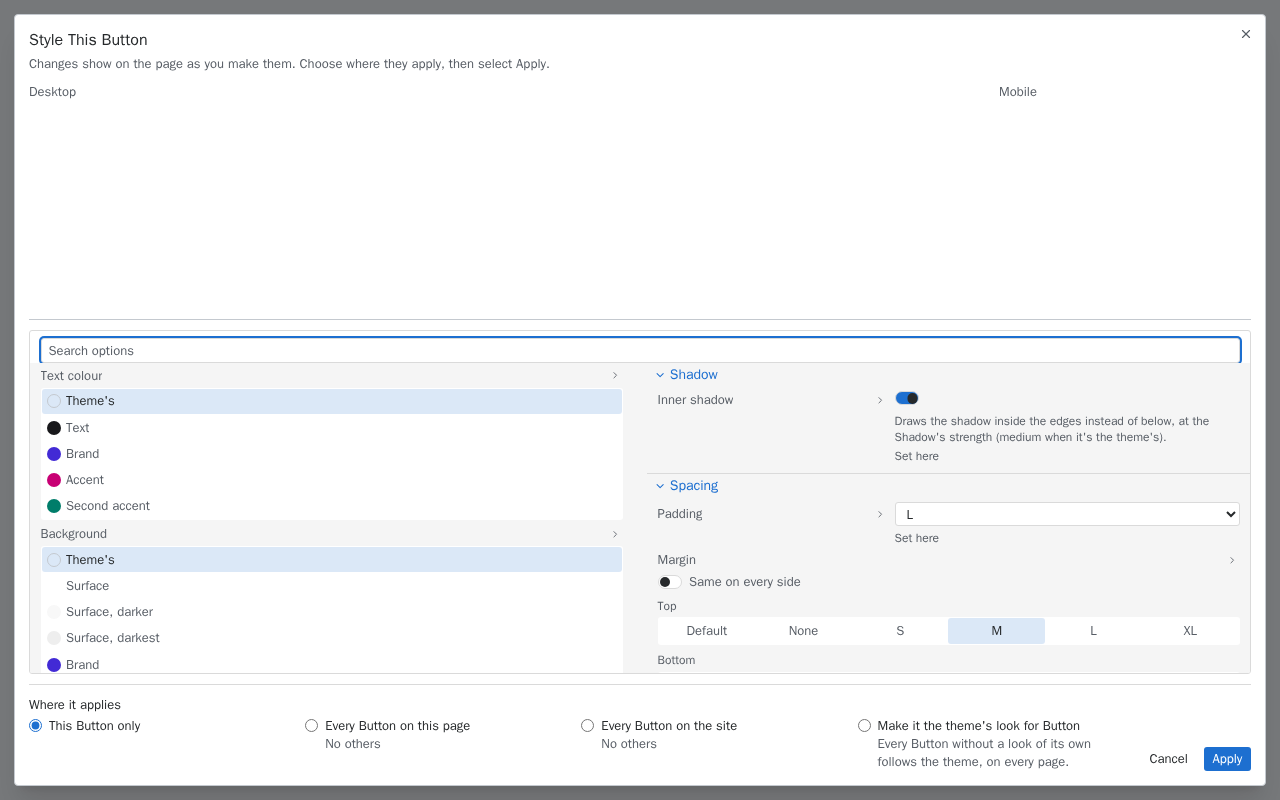 Style This Button
Changes show on the page as you make them. Choose where they apply, then select Apply.
Desktop
Mobile
Search options
Text colour
Theme's
Text
Brand
Accent
Second accent
Background
Theme's
Surface
Surface, darker
Surface, darkest
Brand
Shadow
Inner shadow
Draws the shadow inside the edges instead of below, at the
Shadow's strength (medium when it's the theme's).
Set here
Spacing
Padding
L
Set here
Margin
Same on every side
Top
Default None S M L XL
Bottom
Where it applies
This Button only
Every Button on this page
No others
Every Button on the site
No others
Make it the theme's look for Button
Every Button without a look of its own
follows the theme, on every page.
Cancel
Apply